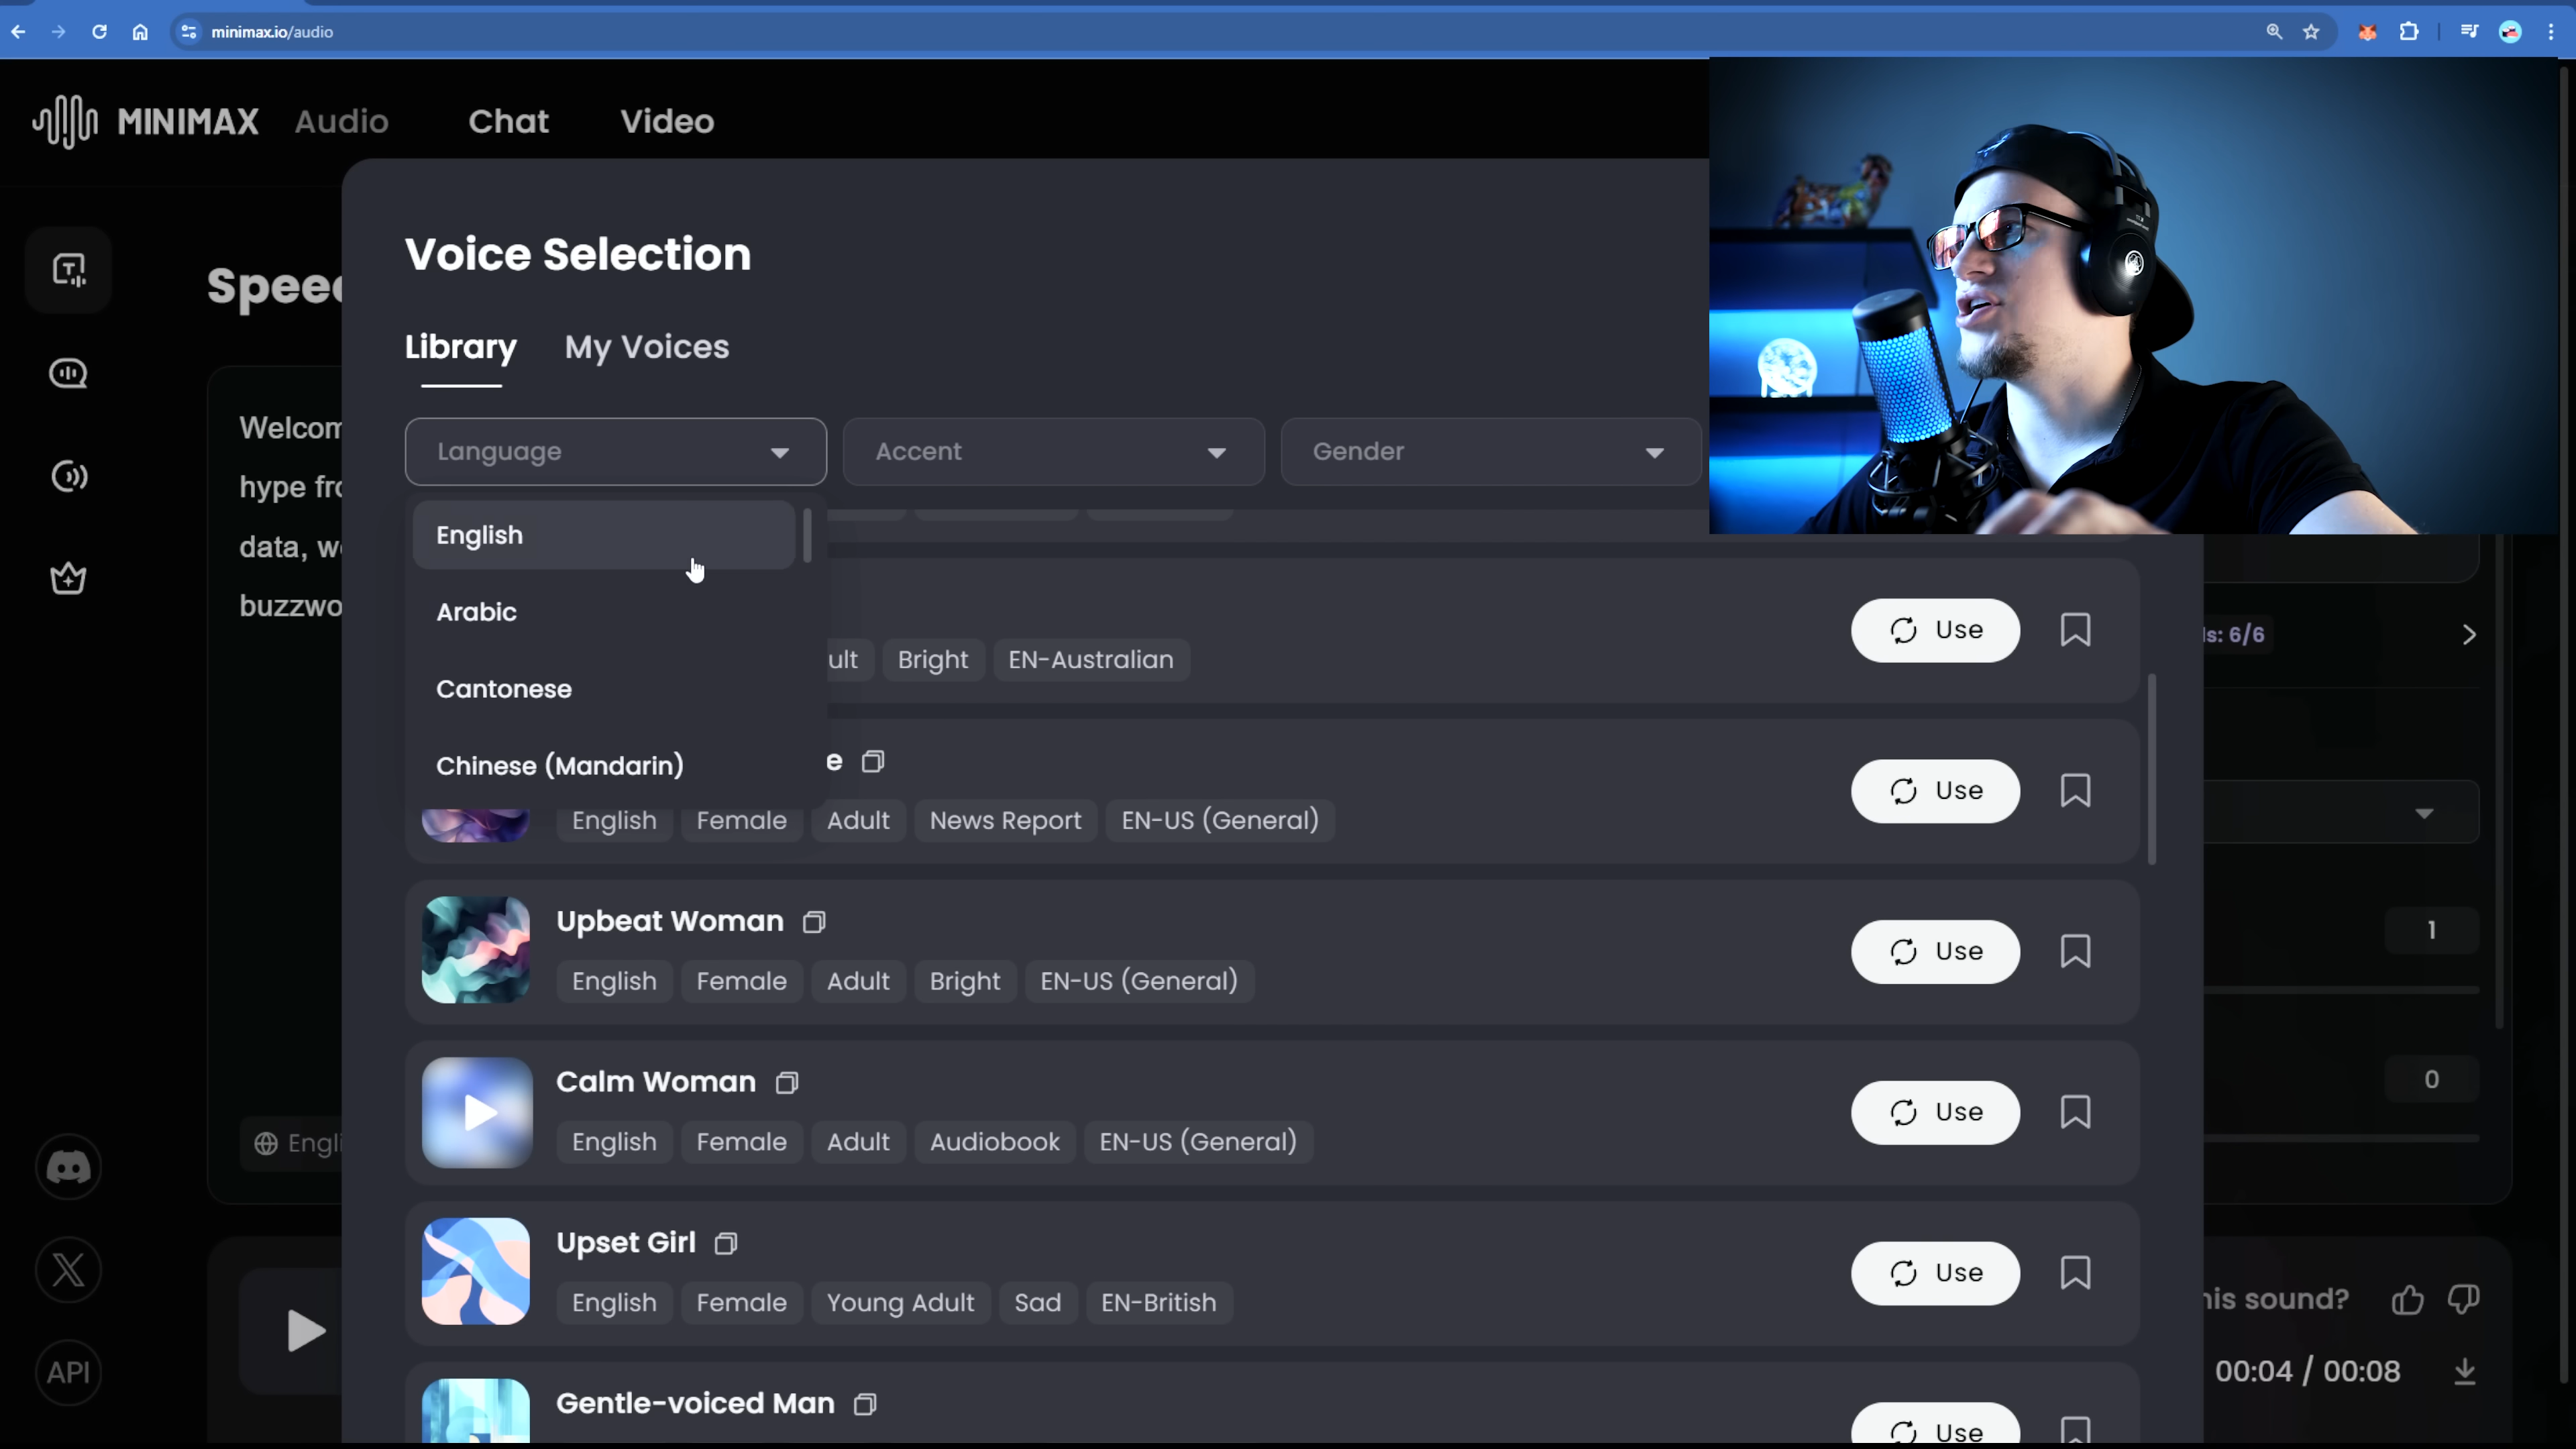 minimax.io/audio
MINIMAX Audio Chat Video
Voice Selection
Library My Voices
Language Accent Gender
English
Arabic
Cantonese
Chinese (Mandarin)
Welcom
hype fro
data, w
buzzwo
Speec
Engli
Bright EN-Australian Use
ult
e Use
English Female Adult News Report EN-US (General)
Upbeat Woman Use
English Female Adult Bright EN-US (General)
Calm Woman Use
English Female Adult Audiobook EN-US (General)
Upset Girl Use
English Female Young Adult Sad EN-British
Gentle-voiced Man Use
ls: 6/6
1
0
his sound?
00:04 / 00:08
API